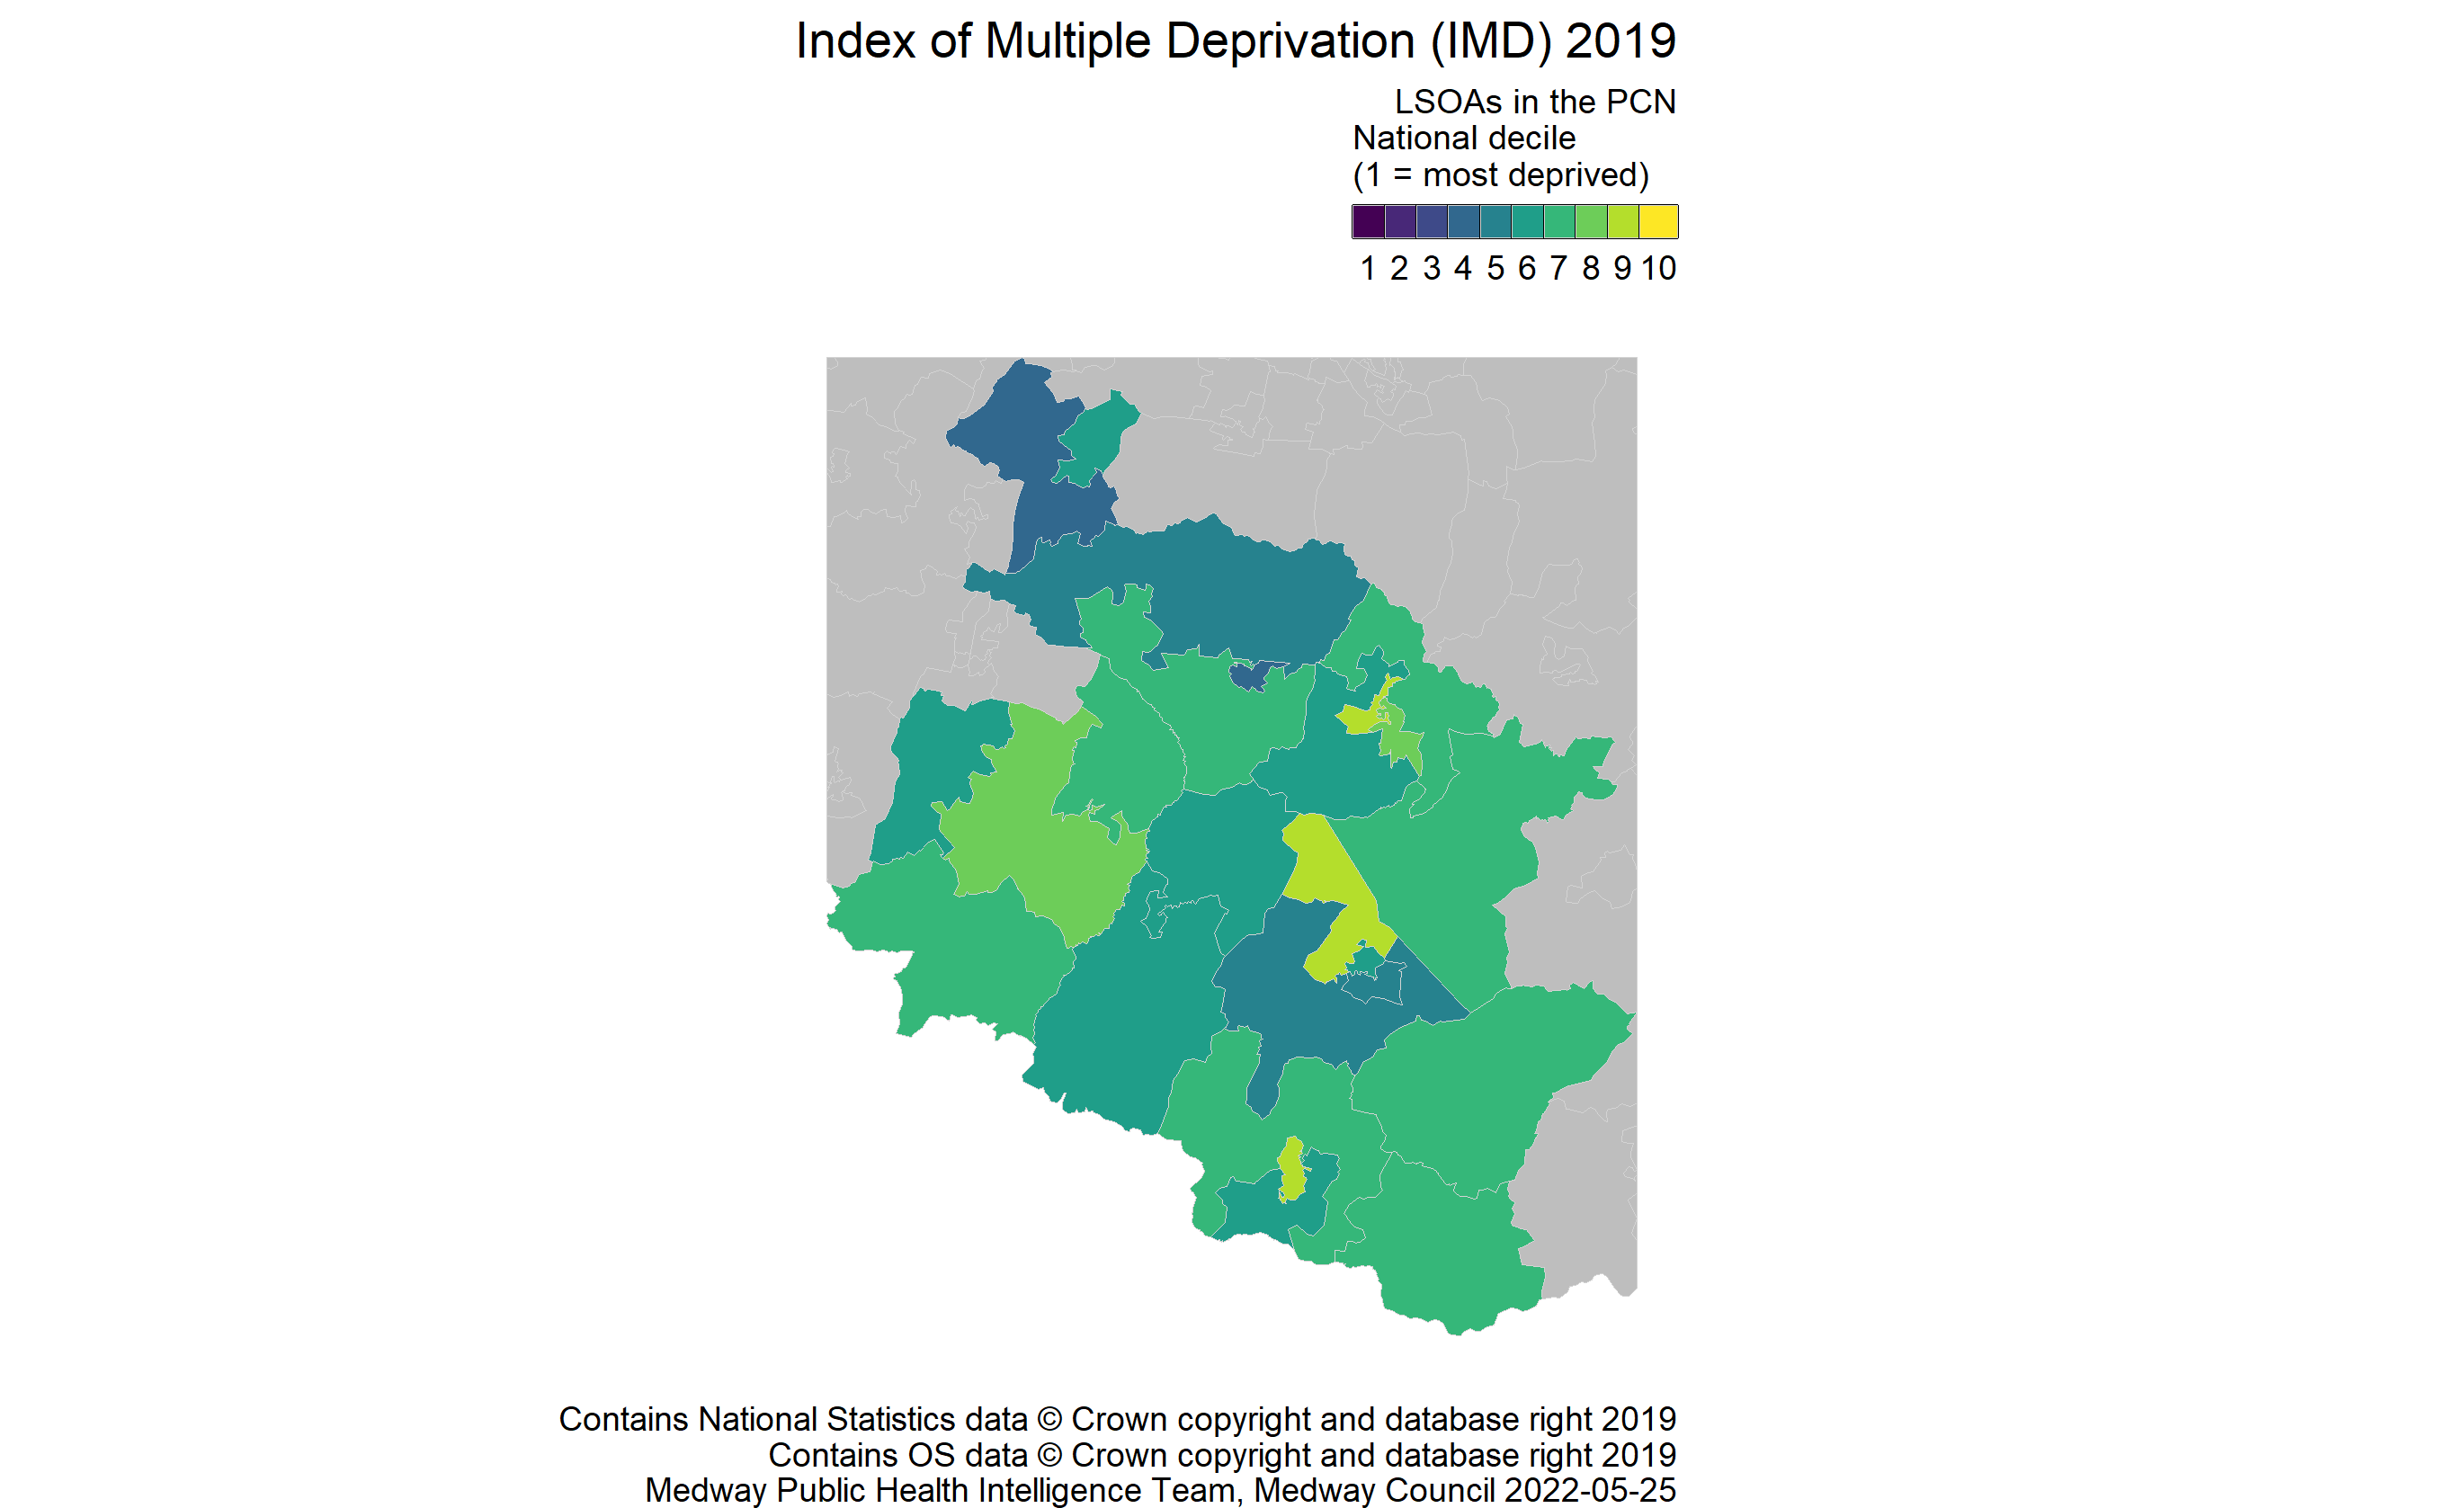 Index of Multiple Deprivation (IMD) 2019
LSOAs in the PCN
National decile
(1 = most deprived)
1 2 3 4 5 6 7 8 9 10
Contains National Statistics data © Crown copyright and database right 2019
Contains OS data © Crown copyright and database right 2019
Medway Public Health Intelligence Team, Medway Council 2022-05-25